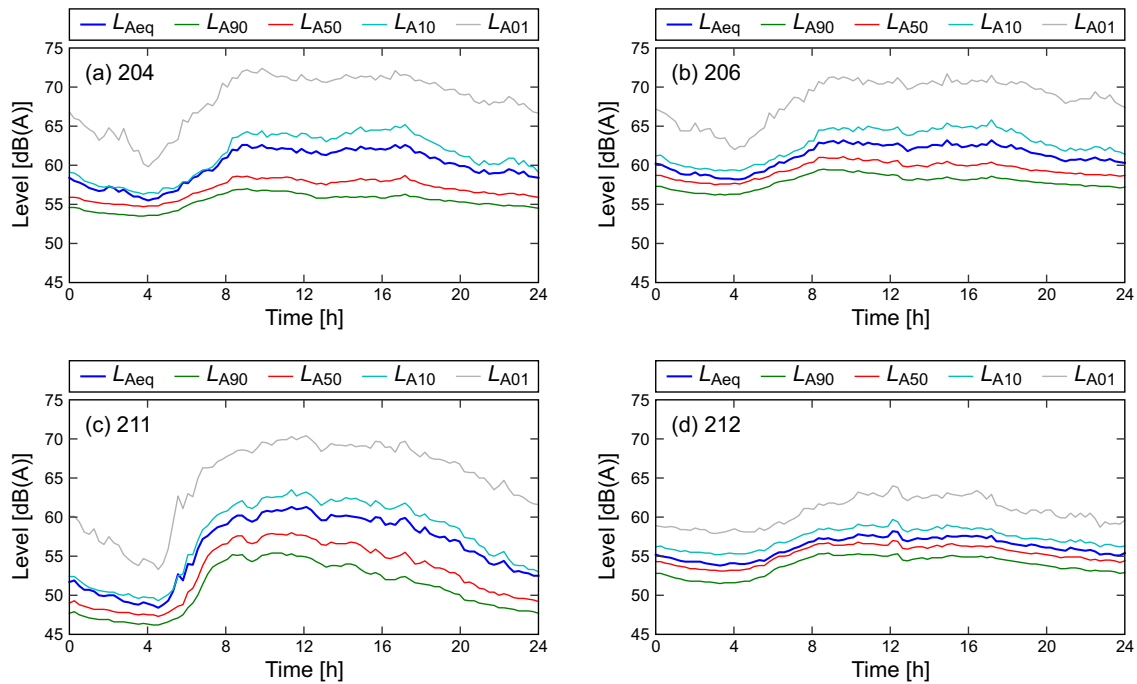 LAeq LA90 LA50 LA10 LA01
75
70
65
60
55
50
45
Level [dB(A)]
(a) 204
0 4 8 12 16 20 24
Time [h]
LAeq LA90 LA50 LA10 LA01
75
70
65
60
55
50
45
Level [dB(A)]
(b) 206
0 4 8 12 16 20 24
Time [h]
LAeq LA90 LA50 LA10 LA01
75
70
65
60
55
50
45
Level [dB(A)]
(c) 211
0 4 8 12 16 20 24
Time [h]
LAeq LA90 LA50 LA10 LA01
75
70
65
60
55
50
45
Level [dB(A)]
(d) 212
0 4 8 12 16 20 24
Time [h]